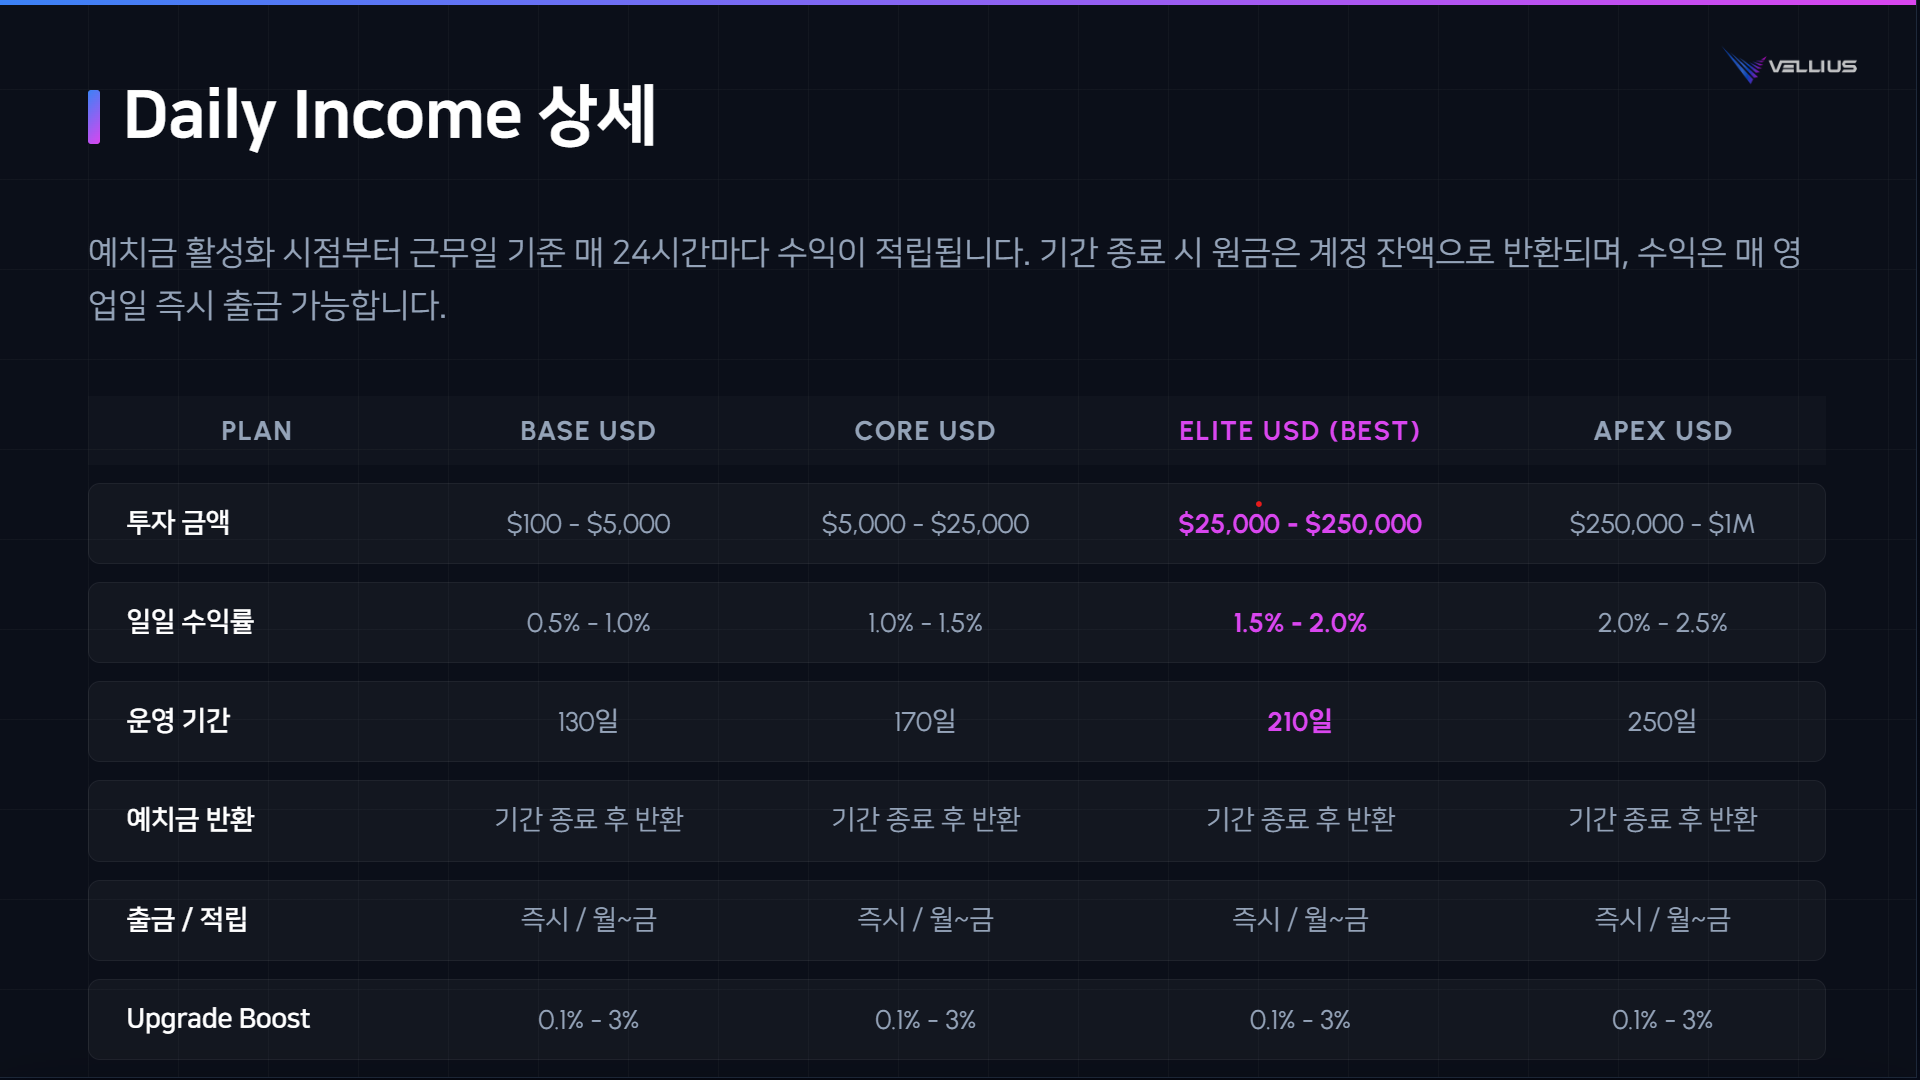 VELLIUS
Daily Income 상세
예치금 활성화 시점부터 근무일 기준 매 24시간마다 수익이 적립됩니다. 기간 종료 시 원금은 계정 잔액으로 반환되며, 수익은 매 영
업일 즉시 출금 가능합니다.
PLAN BASE USD CORE USD ELITE USD (BEST) APEX USD
투자 금액 $100 - $5,000 $5,000 - $25,000 $25,000 - $250,000 $250,000 - $1M
일일 수익률 0.5% - 1.0% 1.0% - 1.5% 1.5% - 2.0% 2.0% - 2.5%
운영 기간 130일 170일 210일 250일
예치금 반환 기간 종료 후 반환 기간 종료 후 반환 기간 종료 후 반환 기간 종료 후 반환
출금 / 적립 즉시 / 월~금 즉시 / 월~금 즉시 / 월~금 즉시 / 월~금
Upgrade Boost 0.1% - 3% 0.1% - 3% 0.1% - 3% 0.1% - 3%